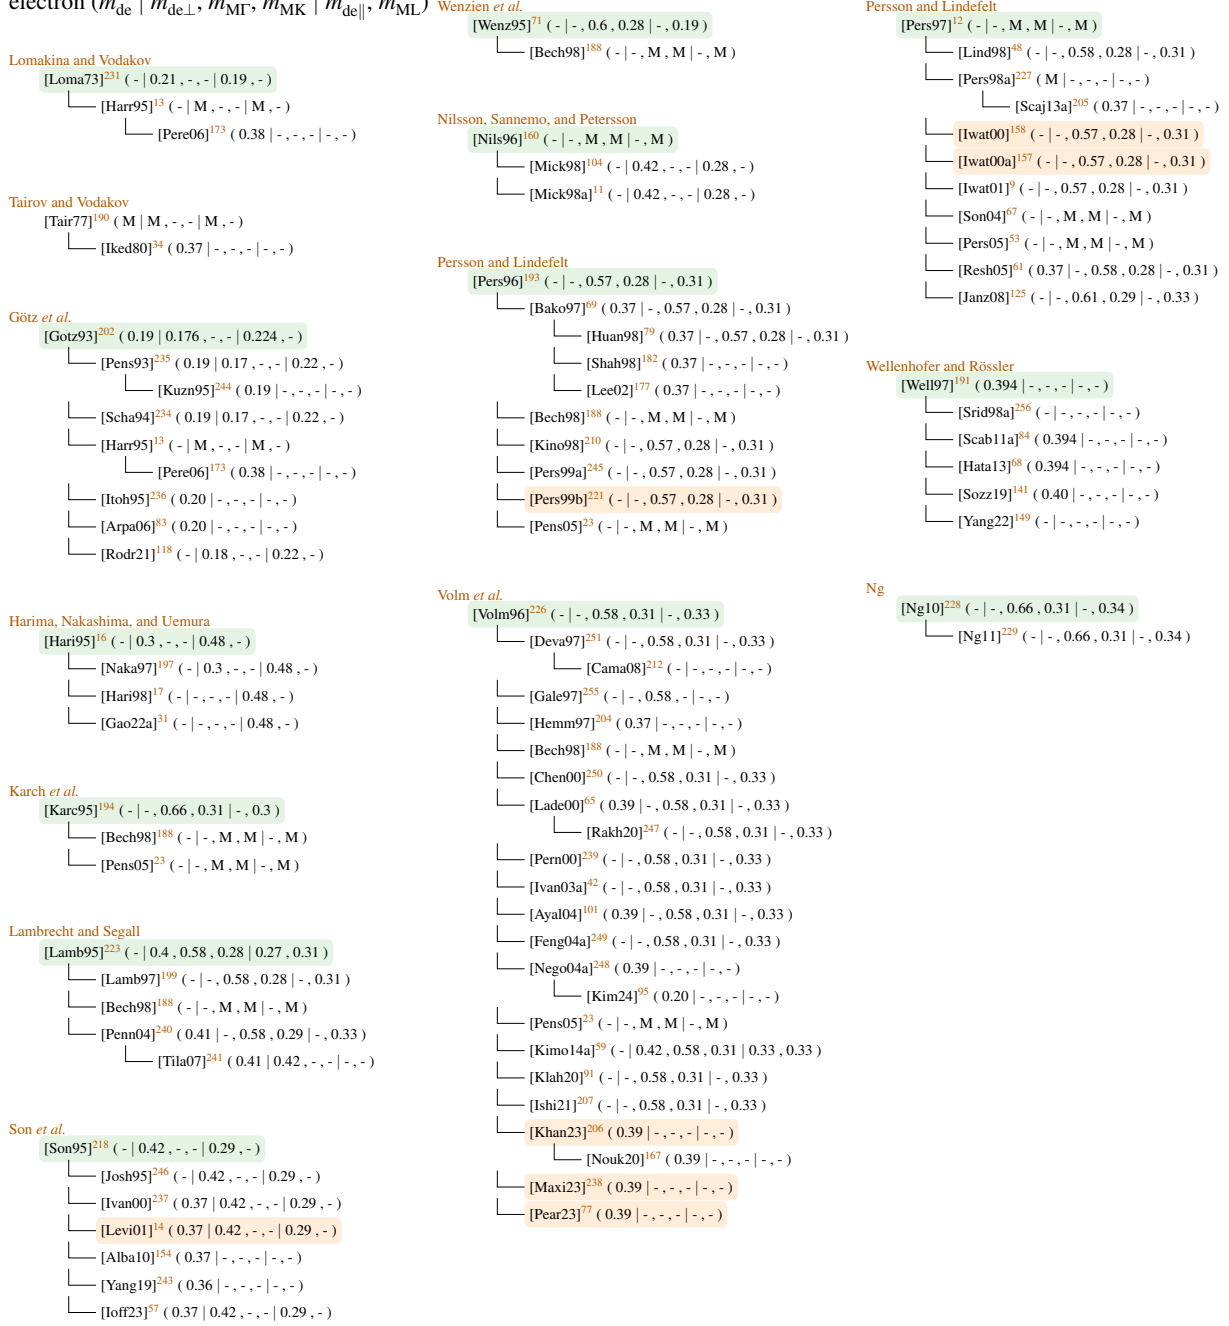 electron (m_de | m_de⊥, m_MΓ, m_MK | m_de∥, m_ML)
Lomakina and Vodakov
[Loma73]231 ( - | 0.21 , - , - | 0.19 , - )
[Harr95]13 ( - | M , - , - | M , - )
[Pere06]173 ( 0.38 | - , - , - | - , - )
Tairov and Vodakov
[Tair77]190 ( M | M , - , - | M , - )
[Iked80]34 ( 0.37 | - , - , - | - , - )
Götz et al.
[Gotz93]202 ( 0.19 | 0.176 , - , - | 0.224 , - )
[Pens93]235 ( 0.19 | 0.17 , - , - | 0.22 , - )
[Kuzn95]244 ( 0.19 | - , - , - | - , - )
[Scha94]234 ( 0.19 | 0.17 , - , - | 0.22 , - )
[Harr95]13 ( - | M , - , - | M , - )
[Pere06]173 ( 0.38 | - , - , - | - , - )
[Itoh95]236 ( 0.20 | - , - , - | - , - )
[Arpa06]83 ( 0.20 | - , - , - | - , - )
[Rodr21]118 ( - | 0.18 , - , - | 0.22 , - )
Harima, Nakashima, and Uemura
[Hari95]16 ( - | 0.3 , - , - | 0.48 , - )
[Naka97]197 ( - | 0.3 , - , - | 0.48 , - )
[Hari98]17 ( - | - , - , - | 0.48 , - )
[Gao22a]31 ( - | - , - , - | 0.48 , - )
Karch et al.
[Karc95]194 ( - | - , 0.66 , 0.31 | - , 0.3 )
[Bech98]188 ( - | - , M , M | - , M )
[Pens05]23 ( - | - , M , M | - , M )
Lambrecht and Segall
[Lamb95]223 ( - | 0.4 , 0.58 , 0.28 | 0.27 , 0.31 )
[Lamb97]199 ( - | - , 0.58 , 0.28 | - , 0.31 )
[Bech98]188 ( - | - , M , M | - , M )
[Penn04]240 ( 0.41 | - , 0.58 , 0.29 | - , 0.33 )
[Tila07]241 ( 0.41 | 0.42 , - , - | - , - )
Son et al.
[Son95]218 ( - | 0.42 , - , - | 0.29 , - )
[Josh95]246 ( - | 0.42 , - , - | 0.29 , - )
[Ivan00]237 ( 0.37 | 0.42 , - , - | 0.29 , - )
[Levi01]14 ( 0.37 | 0.42 , - , - | 0.29 , - )
[Alba10]154 ( 0.37 | - , - , - | - , - )
[Yang19]243 ( 0.36 | - , - , - | - , - )
[Ioff23]57 ( 0.37 | 0.42 , - , - | 0.29 , - )
Wenzien et al.
[Wenz95]71 ( - | - , 0.6 , 0.28 | - , 0.19 )
[Bech98]188 ( - | - , M , M | - , M )
Nilsson, Sannemo, and Petersson
[Nils96]160 ( - | - , M , M | - , M )
[Mick98]104 ( - | 0.42 , - , - | 0.28 , - )
[Mick98a]11 ( - | 0.42 , - , - | 0.28 , - )
Persson and Lindefelt
[Pers96]193 ( - | - , 0.57 , 0.28 | - , 0.31 )
[Bako97]69 ( 0.37 | - , 0.57 , 0.28 | - , 0.31 )
[Huan98]79 ( 0.37 | - , 0.57 , 0.28 | - , 0.31 )
[Shah98]182 ( 0.37 | - , - , - | - , - )
[Lee02]177 ( 0.37 | - , - , - | - , - )
[Bech98]188 ( - | - , M , M | - , M )
[Kino98]210 ( - | - , 0.57 , 0.28 | - , 0.31 )
[Pers99a]245 ( - | - , 0.57 , 0.28 | - , 0.31 )
[Pers99b]221 ( - | - , 0.57 , 0.28 | - , 0.31 )
[Pens05]23 ( - | - , M , M | - , M )
Volm et al.
[Volm96]226 ( - | - , 0.58 , 0.31 | - , 0.33 )
[Deva97]251 ( - | - , 0.58 , 0.31 | - , 0.33 )
[Cama08]212 ( - | - , - , - | - , - )
[Gale97]255 ( - | - , 0.58 , - | - , - )
[Hemm97]204 ( 0.37 | - , - , - | - , - )
[Bech98]188 ( - | - , M , M | - , M )
[Chen00]250 ( - | - , 0.58 , 0.31 | - , 0.33 )
[Lade00]65 ( 0.39 | - , 0.58 , 0.31 | - , 0.33 )
[Rakh20]247 ( - | - , 0.58 , 0.31 | - , 0.33 )
[Pern00]239 ( - | - , 0.58 , 0.31 | - , 0.33 )
[Ivan03a]42 ( - | - , 0.58 , 0.31 | - , 0.33 )
[Ayal04]101 ( 0.39 | - , 0.58 , 0.31 | - , 0.33 )
[Feng04a]249 ( - | - , 0.58 , 0.31 | - , 0.33 )
[Nego04a]248 ( 0.39 | - , - , - | - , - )
[Kim24]95 ( 0.20 | - , - , - | - , - )
[Pens05]23 ( - | - , M , M | - , M )
[Kimo14a]59 ( - | 0.42 , 0.58 , 0.31 | 0.33 , 0.33 )
[Klah20]91 ( - | - , 0.58 , 0.31 | - , 0.33 )
[Ishi21]207 ( - | - , 0.58 , 0.31 | - , 0.33 )
[Khan23]206 ( 0.39 | - , - , - | - , - )
[Nouk20]167 ( 0.39 | - , - , - | - , - )
[Maxi23]238 ( 0.39 | - , - , - | - , - )
[Pear23]77 ( 0.39 | - , - , - | - , - )
Persson and Lindefelt
[Pers97]12 ( - | - , M , M | - , M )
[Lind98]48 ( - | - , 0.58 , 0.28 | - , 0.31 )
[Pers98a]227 ( M | - , - , - | - , - )
[Scaj13a]205 ( 0.37 | - , - , - | - , - )
[Iwat00]158 ( - | - , 0.57 , 0.28 | - , 0.31 )
[Iwat00a]157 ( - | - , 0.57 , 0.28 | - , 0.31 )
[Iwat01]9 ( - | - , 0.57 , 0.28 | - , 0.31 )
[Son04]67 ( - | - , M , M | - , M )
[Pers05]53 ( - | - , M , M | - , M )
[Resh05]61 ( 0.37 | - , 0.58 , 0.28 | - , 0.31 )
[Janz08]125 ( - | - , 0.61 , 0.29 | - , 0.33 )
Wellenhofer and Rössler
[Well97]191 ( 0.394 | - , - , - | - , - )
[Srid98a]256 ( - | - , - , - | - , - )
[Scab11a]84 ( 0.394 | - , - , - | - , - )
[Hata13]68 ( 0.394 | - , - , - | - , - )
[Sozz19]141 ( 0.40 | - , - , - | - , - )
[Yang22]149 ( - | - , - , - | - , - )
Ng
[Ng10]228 ( - | - , 0.66 , 0.31 | - , 0.34 )
[Ng11]229 ( - | - , 0.66 , 0.31 | - , 0.34 )